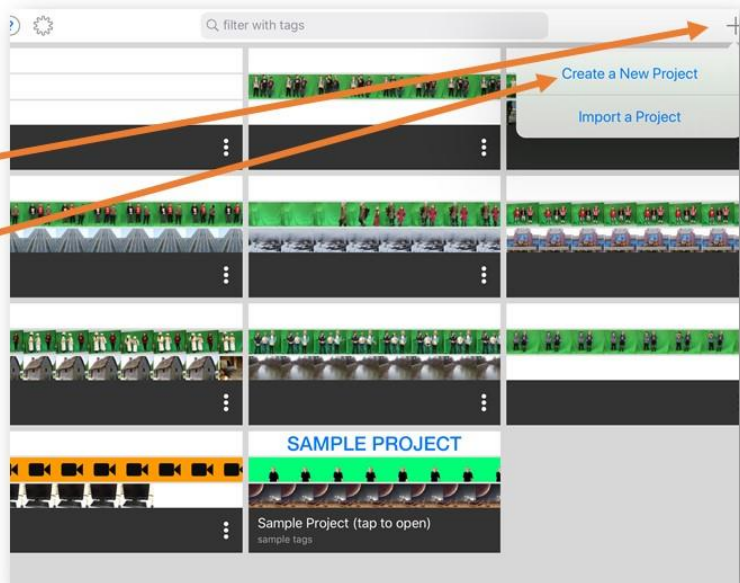 filter with tags
Create a New Project
Import a Project
SAMPLE PROJECT
Sample Project (tap to open)
sample tags